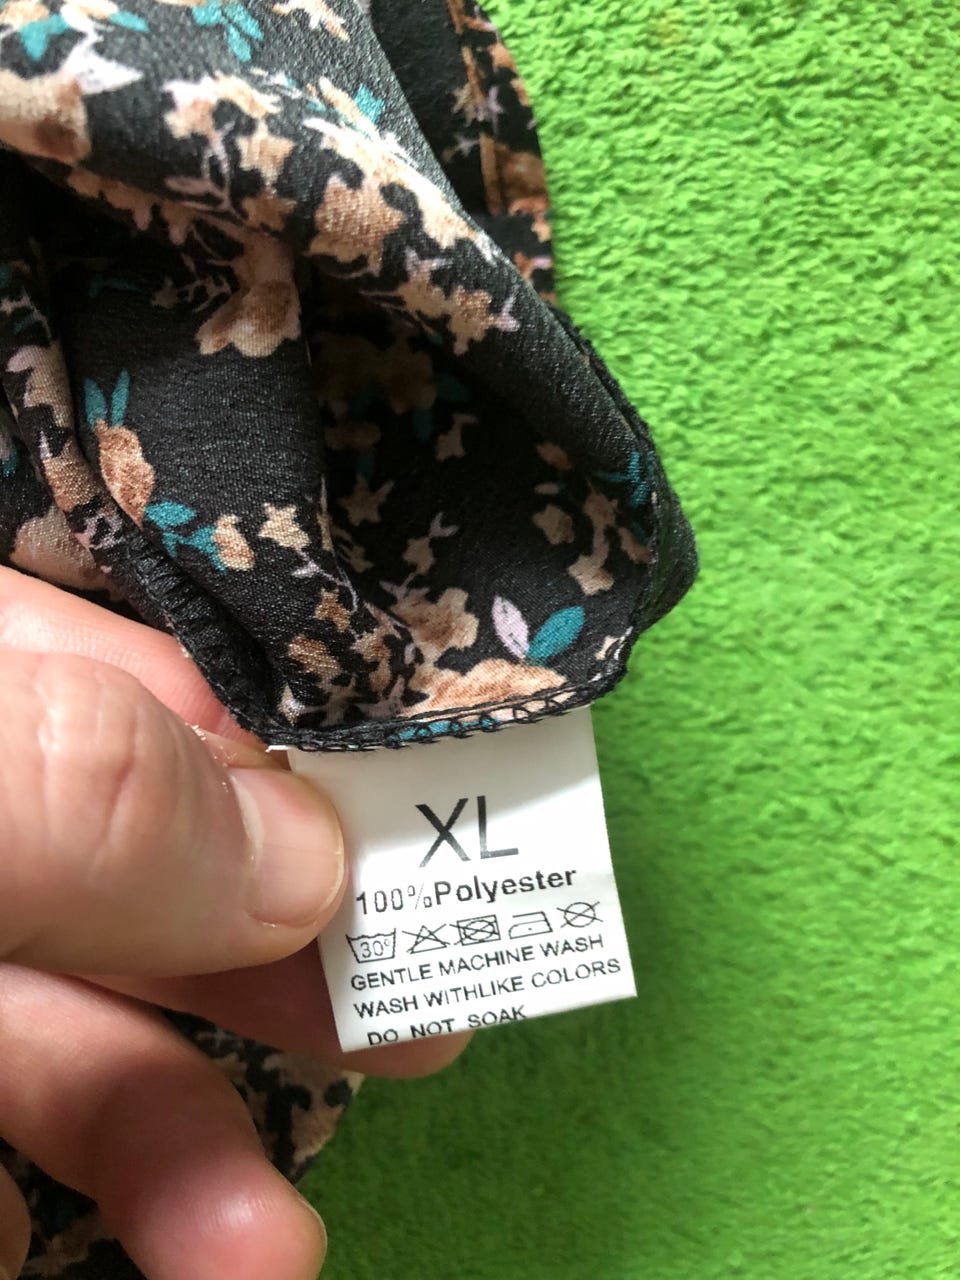 XL
100%Polyester
30°
GENTLE MACHINE WASH
WASH WITHLIKE COLORS
DO NOT SOAK